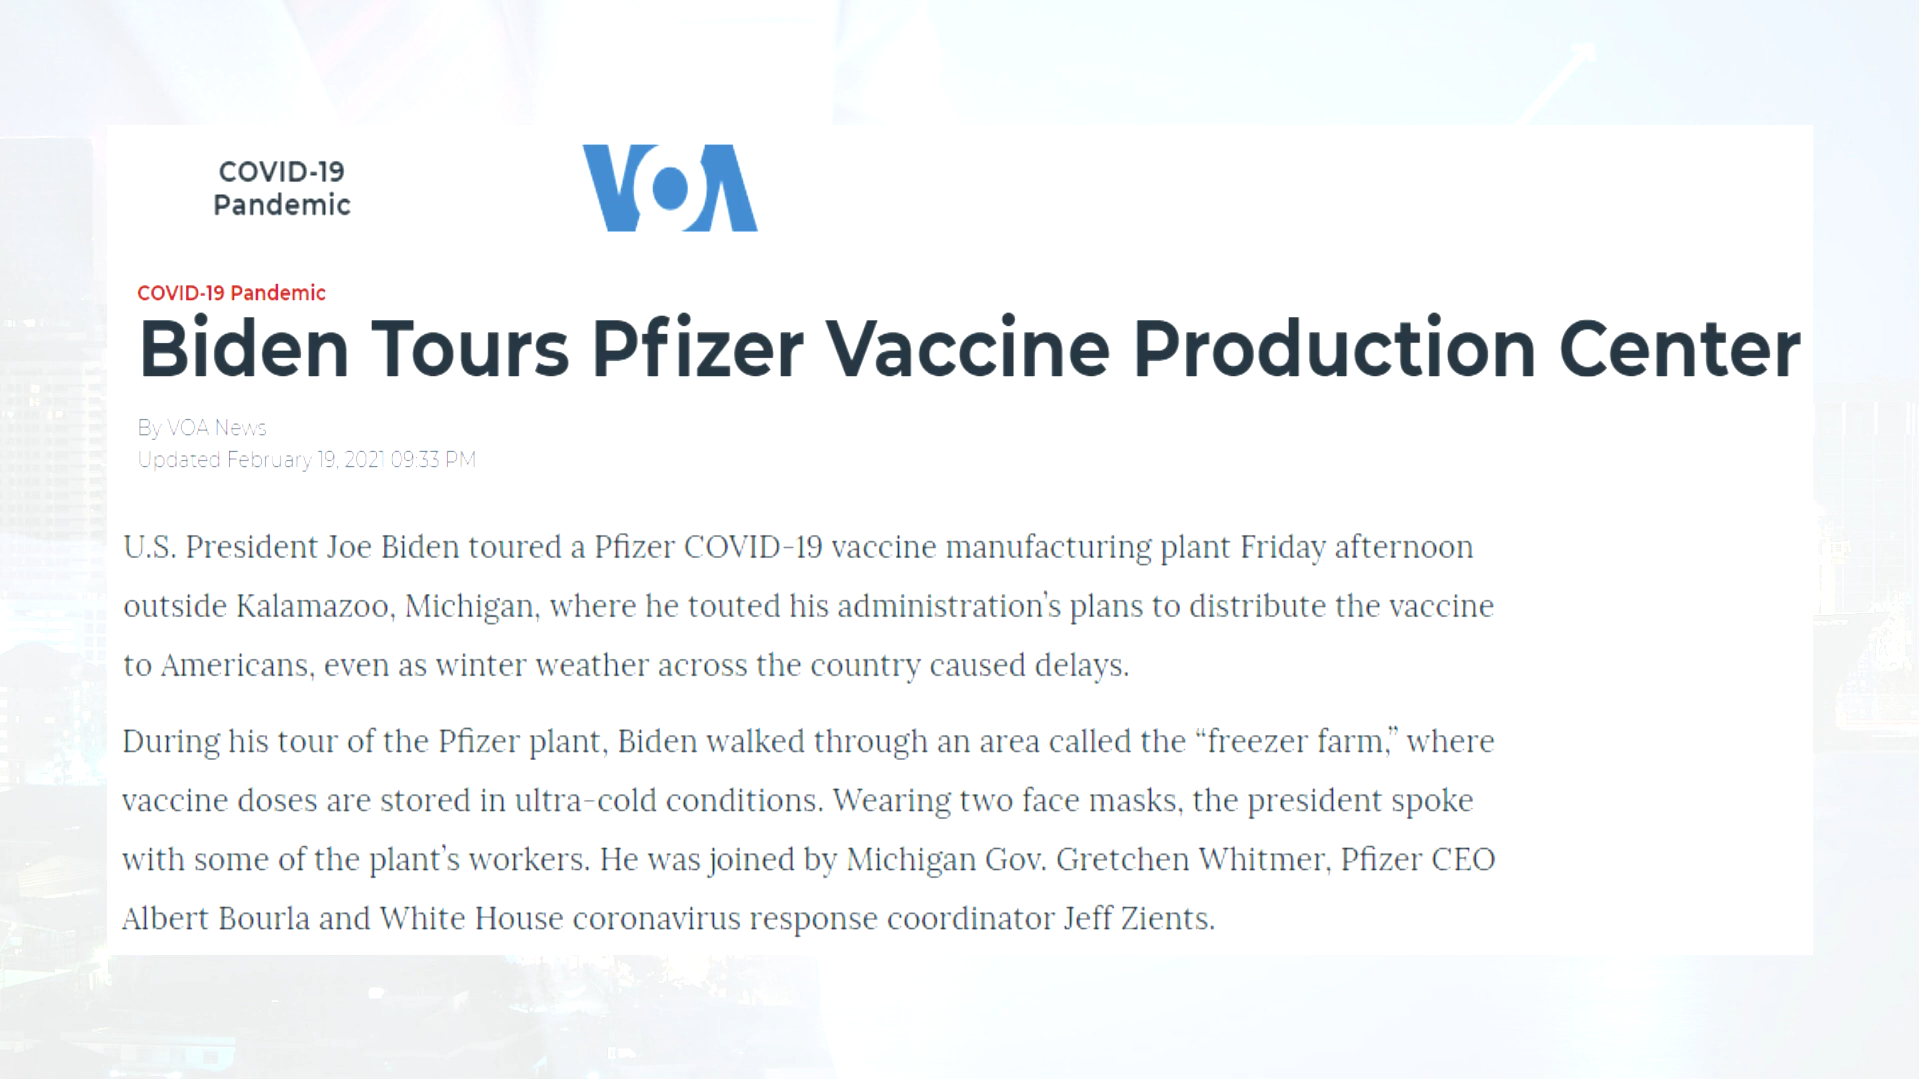 COVID-19
Pandemic
VOA
COVID-19 Pandemic
Biden Tours Pfizer Vaccine Production Center
By VOA News
Updated February 19, 2021 09:33 PM
U.S. President Joe Biden toured a Pfizer COVID-19 vaccine manufacturing plant Friday afternoon
outside Kalamazoo, Michigan, where he touted his administration's plans to distribute the vaccine
to Americans, even as winter weather across the country caused delays.
During his tour of the Pfizer plant, Biden walked through an area called the “freezer farm,” where
vaccine doses are stored in ultra-cold conditions. Wearing two face masks, the president spoke
with some of the plant's workers. He was joined by Michigan Gov. Gretchen Whitmer, Pfizer CEO
Albert Bourla and White House coronavirus response coordinator Jeff Zients.